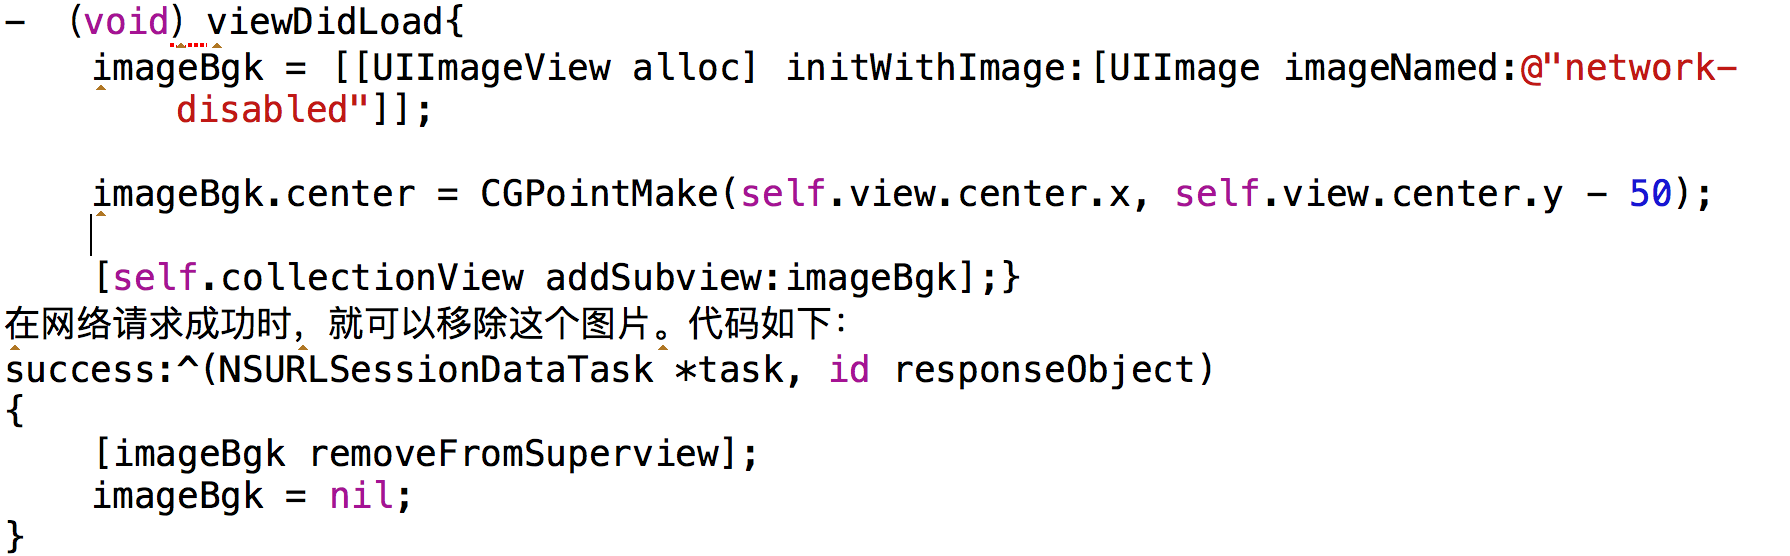 - （void） viewDidLoad{
imageBgk = [[UIImageView alloc] initWithImage:[UIImage imageNamed:@"network-
disabled"]];
imageBgk.center = CGPointMake(self.view.center.x, self.view.center.y - 50);
[self.collectionView addSubview:imageBgk];}
在网络请求成功时，就可以移除这个图片。代码如下：
success:^(NSURLSessionDataTask *task, id responseObject)
{
[imageBgk removeFromSuperview];
imageBgk = nil;
}